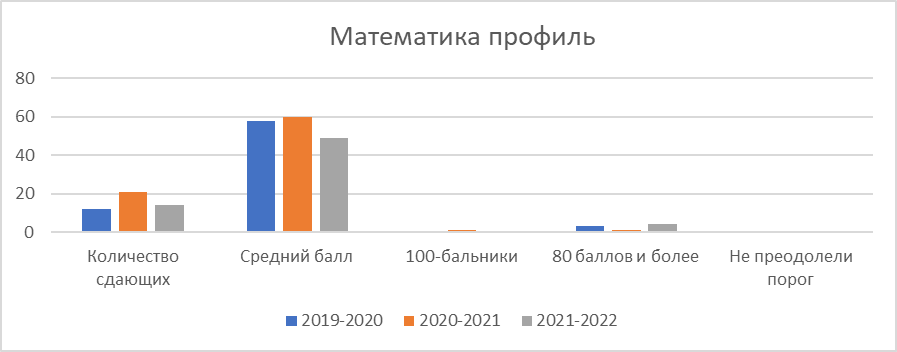 Математика профиль
80
60
40
20
0
Количество сдающих
Средний балл
100-бальники
80 баллов и более
Не преодолели порог
2019-2020
2020-2021
2021-2022